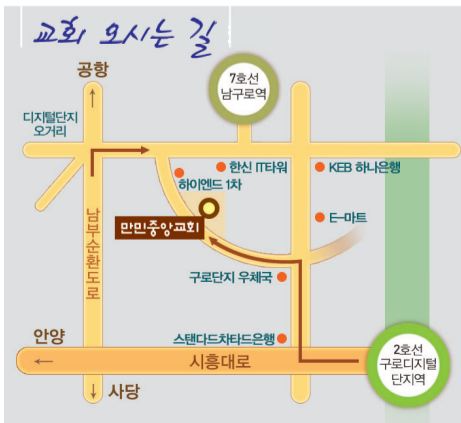 교회 오시는 길
공항
7호선
남구로역
디지털단지
오거리
한신 IT타워
KEB 하나은행
하이엔드 1차
만민중앙교회
E-마트
남부순환도로
구로단지 우체국
안양
스탠다드차타드은행
시흥대로
2호선
구로디지털
단지역
사당